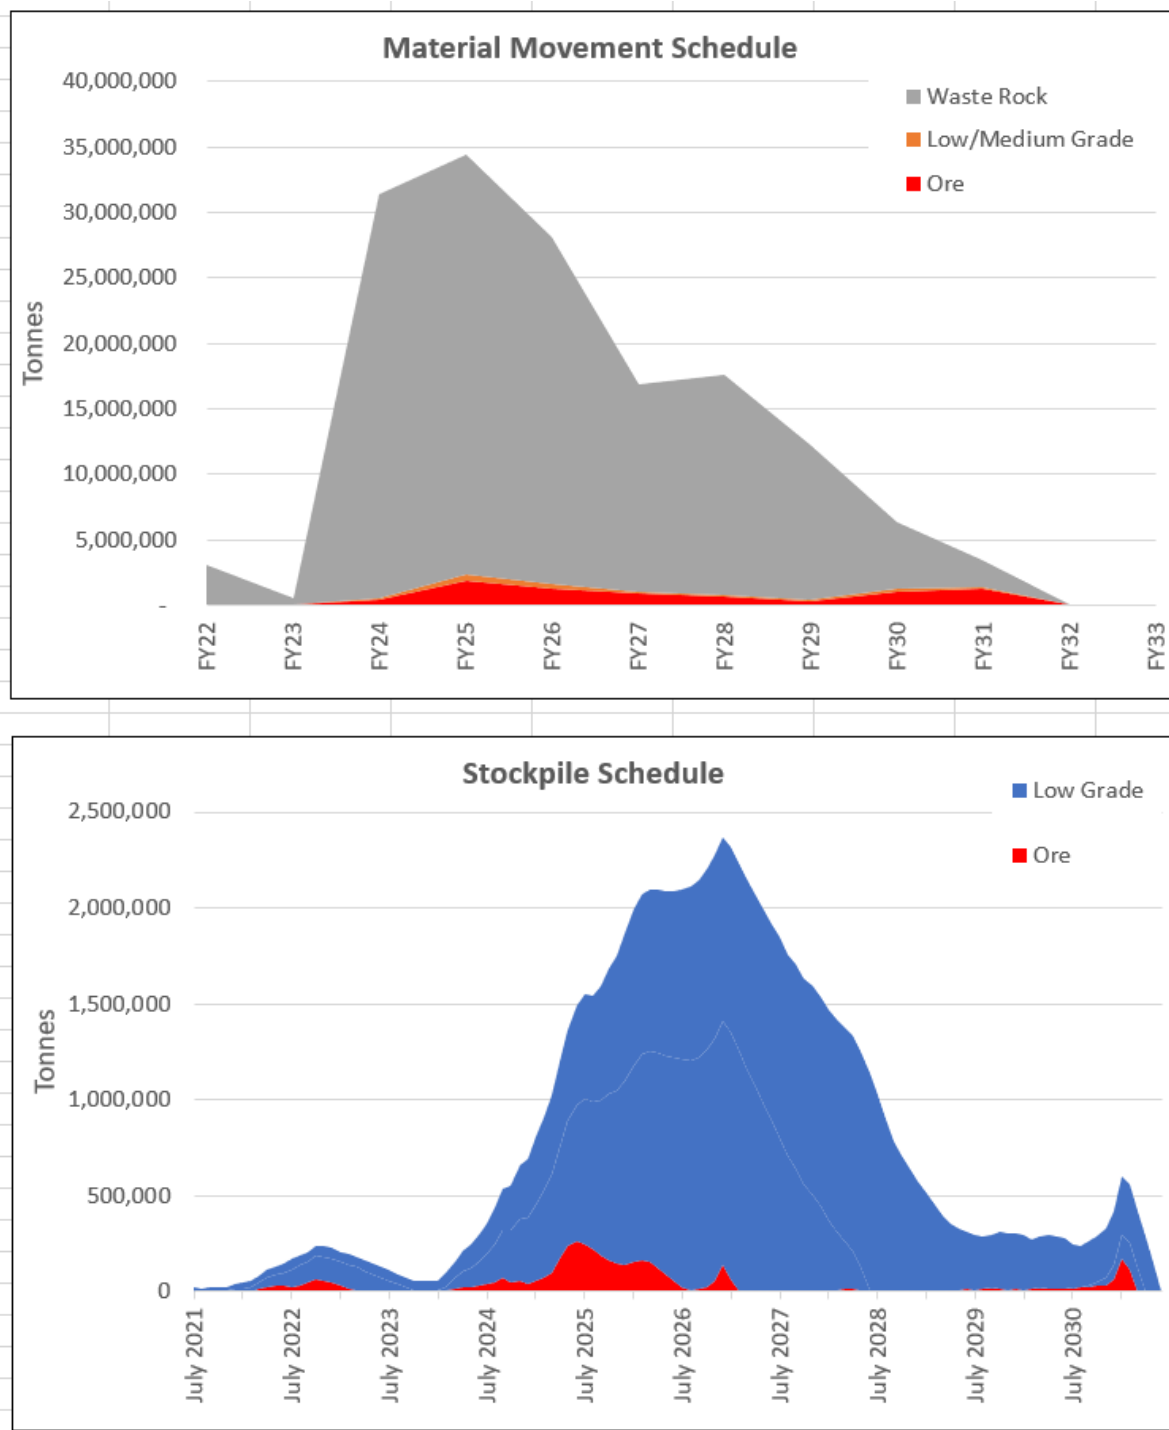 Material Movement Schedule
40,000,000
35,000,000
30,000,000
25,000,000
20,000,000
15,000,000
10,000,000
5,000,000
-
Tonnes
Waste Rock
Low/Medium Grade
Ore
FY22
FY23
FY24
FY25
FY26
FY27
FY28
FY29
FY30
FY31
FY32
FY33
Stockpile Schedule
2,500,000
2,000,000
1,500,000
1,000,000
500,000
0
Tonnes
Low Grade
Ore
July 2021
July 2022
July 2023
July 2024
July 2025
July 2026
July 2027
July 2028
July 2029
July 2030